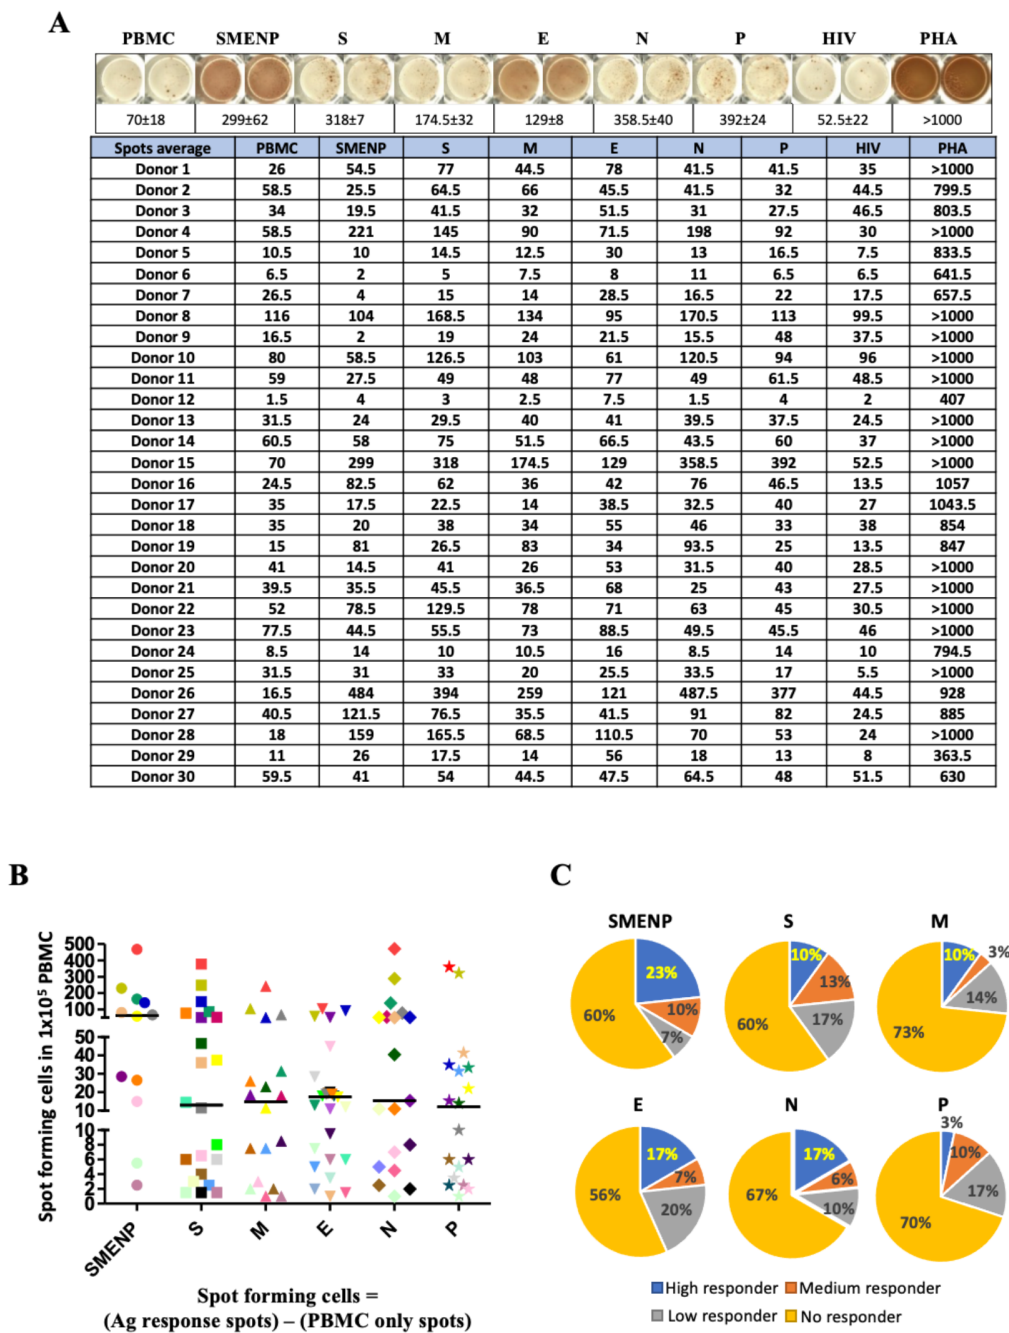 A
PBMC SMENP S M E N P HIV PHA
70±18 299±62 318±7 174.5±32 129±8 358.5±40 392±24 52.5±22 >1000
Spots average PBMC SMENP S M E N P HIV PHA
Donor 1 26 54.5 77 44.5 78 41.5 41.5 35 >1000
Donor 2 58.5 25.5 64.5 66 45.5 41.5 32 44.5 799.5
Donor 3 34 19.5 41.5 32 51.5 31 27.5 46.5 803.5
Donor 4 58.5 221 145 90 71.5 198 92 30 >1000
Donor 5 10.5 10 14.5 12.5 30 13 16.5 7.5 833.5
Donor 6 6.5 2 5 7.5 8 11 6.5 6.5 641.5
Donor 7 26.5 4 15 14 28.5 16.5 22 17.5 657.5
Donor 8 116 104 168.5 134 95 170.5 113 99.5 >1000
Donor 9 16.5 2 19 24 21.5 15.5 48 37.5 >1000
Donor 10 80 58.5 126.5 103 61 120.5 94 96 >1000
Donor 11 59 27.5 49 48 77 49 61.5 48.5 >1000
Donor 12 1.5 4 3 2.5 7.5 1.5 4 2 407
Donor 13 31.5 24 29.5 40 41 39.5 37.5 24.5 >1000
Donor 14 60.5 58 75 51.5 66.5 43.5 60 37 >1000
Donor 15 70 299 318 174.5 129 358.5 392 52.5 >1000
Donor 16 24.5 82.5 62 36 42 76 46.5 13.5 1057
Donor 17 35 17.5 22.5 14 38.5 32.5 40 27 1043.5
Donor 18 35 20 38 34 55 46 33 38 854
Donor 19 15 81 26.5 83 34 93.5 25 13.5 847
Donor 20 41 14.5 41 26 53 31.5 40 28.5 >1000
Donor 21 39.5 35.5 45.5 36.5 68 25 43 27.5 >1000
Donor 22 52 78.5 129.5 78 71 63 45 30.5 >1000
Donor 23 77.5 44.5 55.5 73 88.5 49.5 45.5 46 >1000
Donor 24 8.5 14 10 10.5 16 8.5 14 10 794.5
Donor 25 31.5 31 33 20 25.5 33.5 17 5.5 >1000
Donor 26 16.5 484 394 259 121 487.5 377 44.5 928
Donor 27 40.5 121.5 76.5 35.5 41.5 91 82 24.5 885
Donor 28 18 159 165.5 68.5 110.5 70 53 24 >1000
Donor 29 11 26 17.5 14 56 18 13 8 363.5
Donor 30 59.5 41 54 44.5 47.5 64.5 48 51.5 630
B
Spot forming cells in 1x10⁵ PBMC
500
400
300
200
100
50
40
30
20
10
10
8
6
4
2
0
SMENP S M E N P
Spot forming cells =
(Ag response spots) – (PBMC only spots)
C
SMENP S M
23% 10% 7% 60%
10% 13% 17% 60%
10% 3% 14% 73%
E N P
17% 7% 20% 56%
17% 6% 10% 67%
3% 10% 17% 70%
High responder Medium responder
Low responder No responder